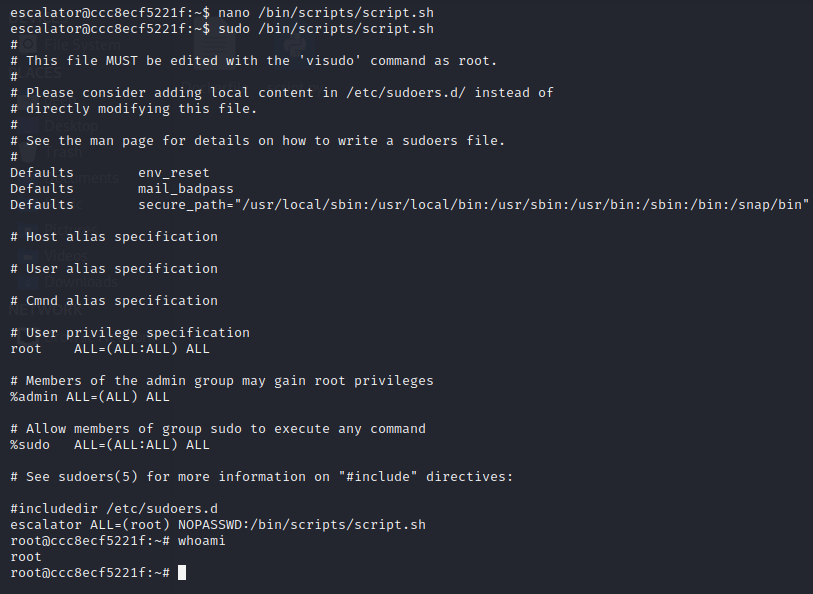 escalator@ccc8ecf5221f:~$ nano /bin/scripts/script.sh
escalator@ccc8ecf5221f:~$ sudo /bin/scripts/script.sh
#
# This file MUST be edited with the 'visudo' command as root.
#
# Please consider adding local content in /etc/sudoers.d/ instead of
# directly modifying this file.
#
# See the man page for details on how to write a sudoers file.
#
Defaults        env_reset
Defaults        mail_badpass
Defaults        secure_path="/usr/local/sbin:/usr/local/bin:/usr/sbin:/usr/bin:/sbin:/bin:/snap/bin"

# Host alias specification

# User alias specification

# Cmnd alias specification

# User privilege specification
root    ALL=(ALL:ALL) ALL

# Members of the admin group may gain root privileges
%admin ALL=(ALL) ALL

# Allow members of group sudo to execute any command
%sudo   ALL=(ALL:ALL) ALL

# See sudoers(5) for more information on "#include" directives:

#includedir /etc/sudoers.d
escalator ALL=(root) NOPASSWD:/bin/scripts/script.sh
root@ccc8ecf5221f:~# whoami
root
root@ccc8ecf5221f:~#